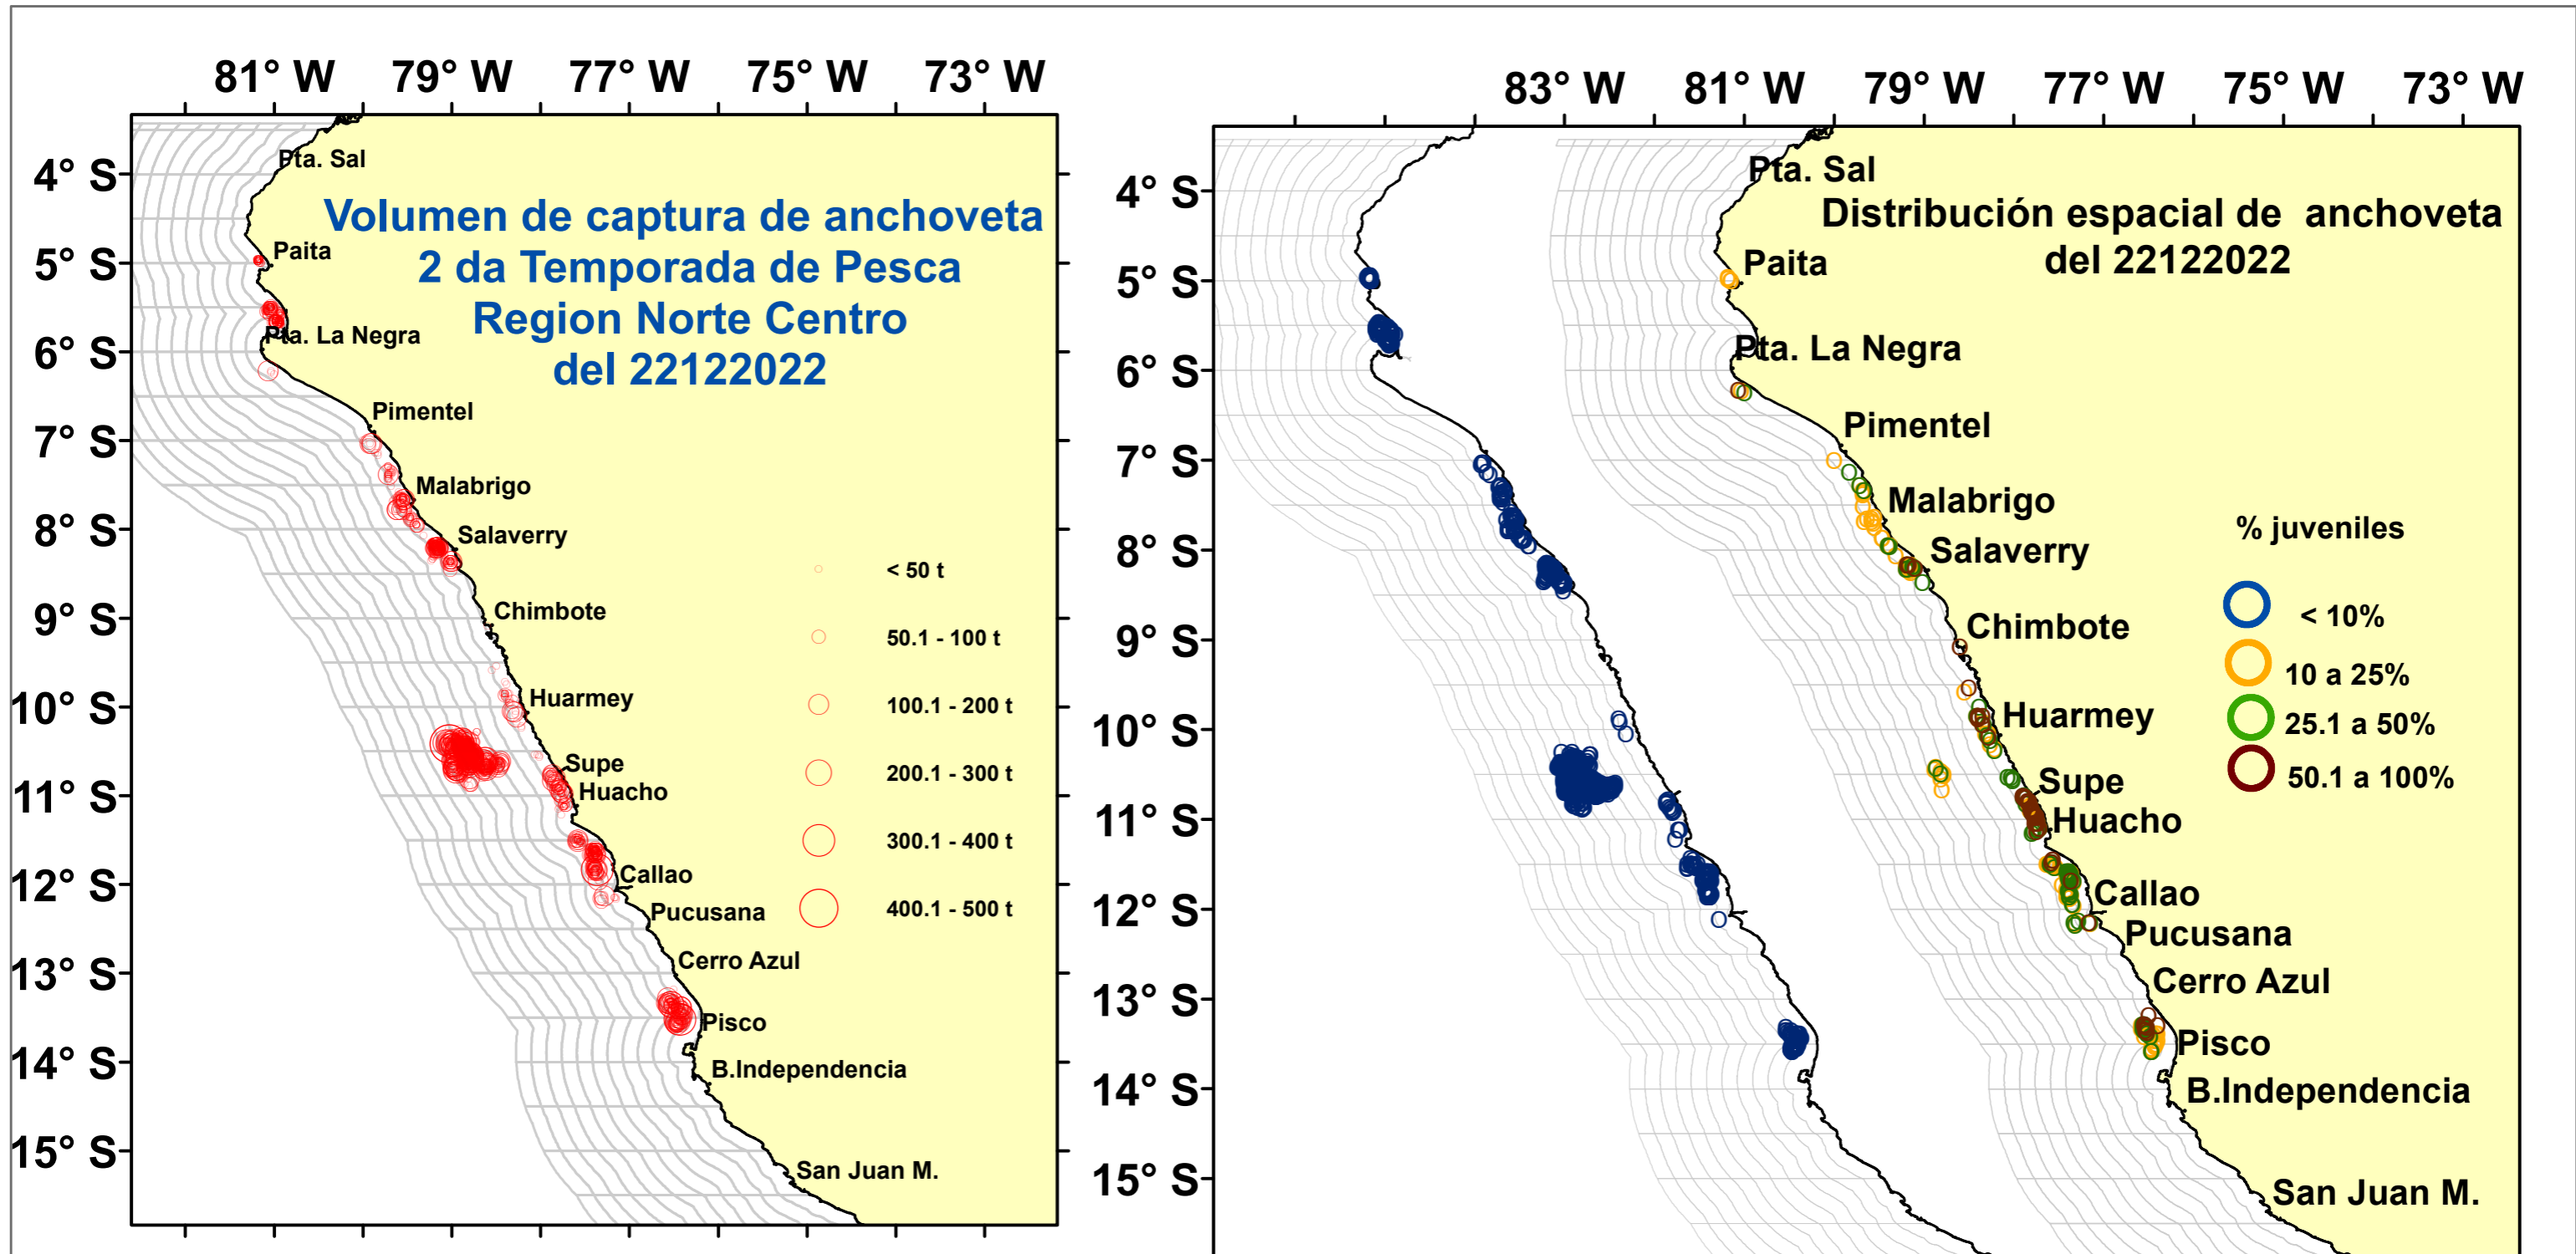 81° W 79° W 77° W 75° W 73° W
4° S
5° S
6° S
7° S
8° S
9° S
10° S
11° S
12° S
13° S
14° S
15° S
Volumen de captura de anchoveta
2 da Temporada de Pesca
Region Norte Centro
del 22122022
Pta. Sal
Paita
Pta. La Negra
Pimentel
Malabrigo
Salaverry
Chimbote
Huarmey
Supe
Huacho
Callao
Pucusana
Cerro Azul
Pisco
B.Independencia
San Juan M.
< 50 t
50.1 - 100 t
100.1 - 200 t
200.1 - 300 t
300.1 - 400 t
400.1 - 500 t
83° W 81° W 79° W 77° W 75° W 73° W
4° S
5° S
6° S
7° S
8° S
9° S
10° S
11° S
12° S
13° S
14° S
15° S
Distribución espacial de anchoveta
del 22122022
Pta. Sal
Paita
Pta. La Negra
Pimentel
Malabrigo
Salaverry
Chimbote
Huarmey
Supe
Huacho
Callao
Pucusana
Cerro Azul
Pisco
B.Independencia
San Juan M.
% juveniles
< 10%
10 a 25%
25.1 a 50%
50.1 a 100%